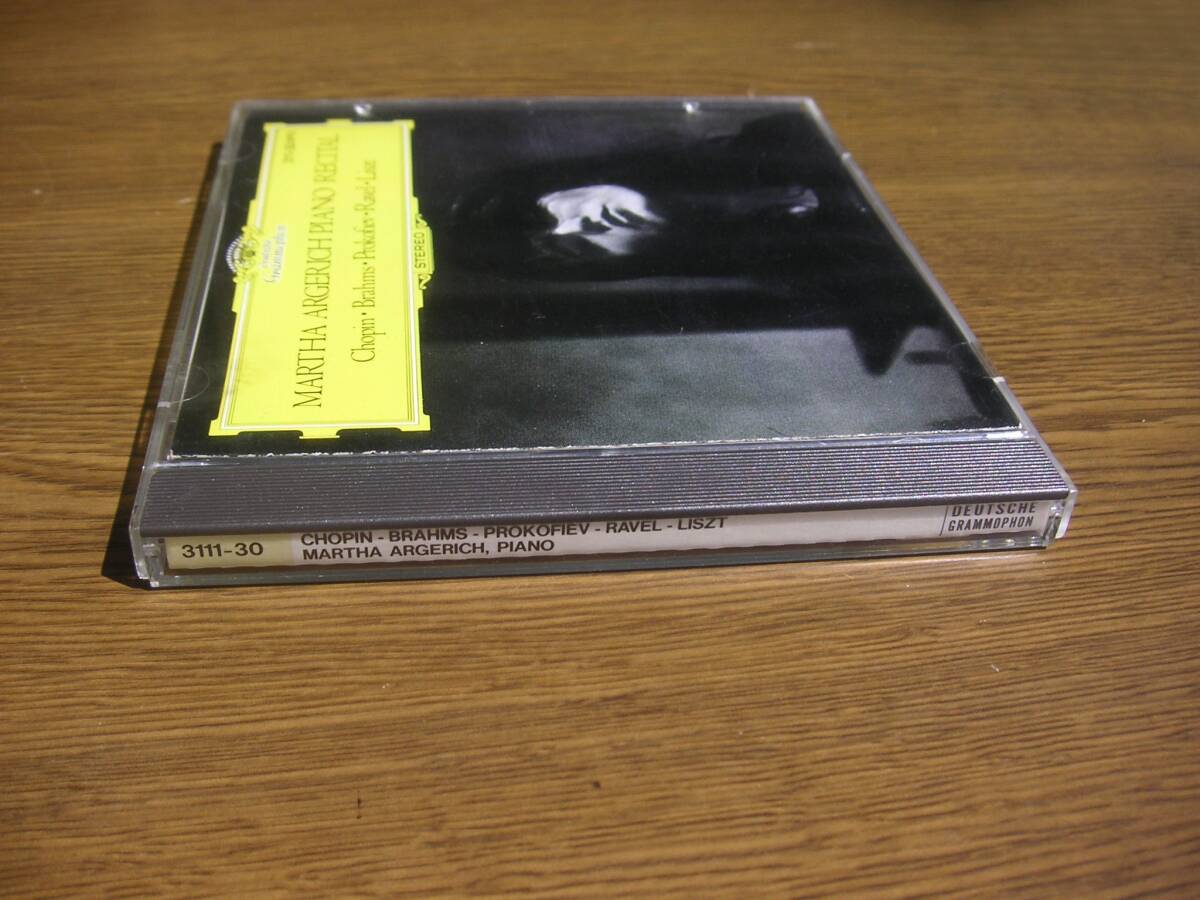 MARTHA ARGERICH PIANO RECITAL
Chopin • Brahms • Prokofiev • Ravel • Liszt
STEREO
3111-30
CHOPIN - BRAHMS - PROKOFIEV - RAVEL - LISZT
MARTHA ARGERICH, PIANO
DEUTSCHE
GRAMMOPHON